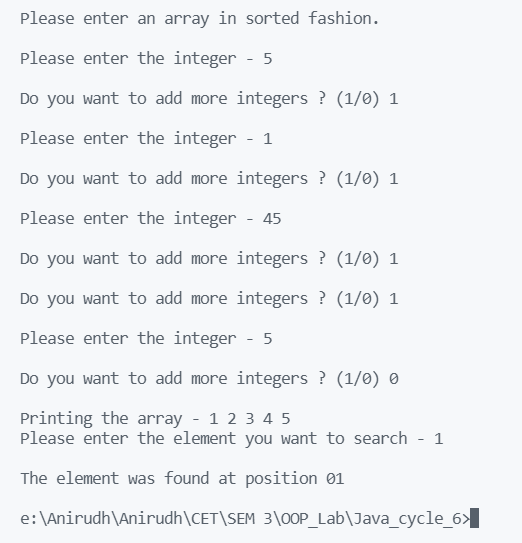 Please enter an array in sorted fashion.
Please enter the integer - 5
Do you want to add more integers ? (1/0) 1
Please enter the integer - 1
Do you want to add more integers ? (1/0) 1
Please enter the integer - 45
Do you want to add more integers ? (1/0) 1
Do you want to add more integers ? (1/0) 1
Please enter the integer - 5
Do you want to add more integers ? (1/0) 0
Printing the array - 1 2 3 4 5
Please enter the element you want to search - 1
The element was found at position 01
e:\Anirudh\Anirudh\CET\SEM 3\OOP_Lab\Java_cycle_6>